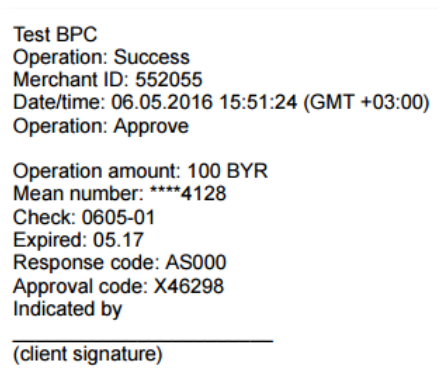 Test BPC
Operation: Success
Merchant ID: 552055
Date/time: 06.05.2016 15:51:24 (GMT +03:00)
Operation: Approve
Operation amount: 100 BYR
Mean number: ****4128
Check: 0605-01
Expired: 05.17
Response code: AS000
Approval code: X46298
Indicated by
(client signature)